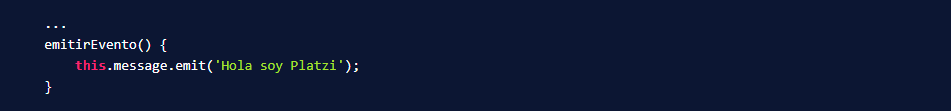 ...
emitirEvento() {
    this.message.emit('Hola soy Platzi');
}